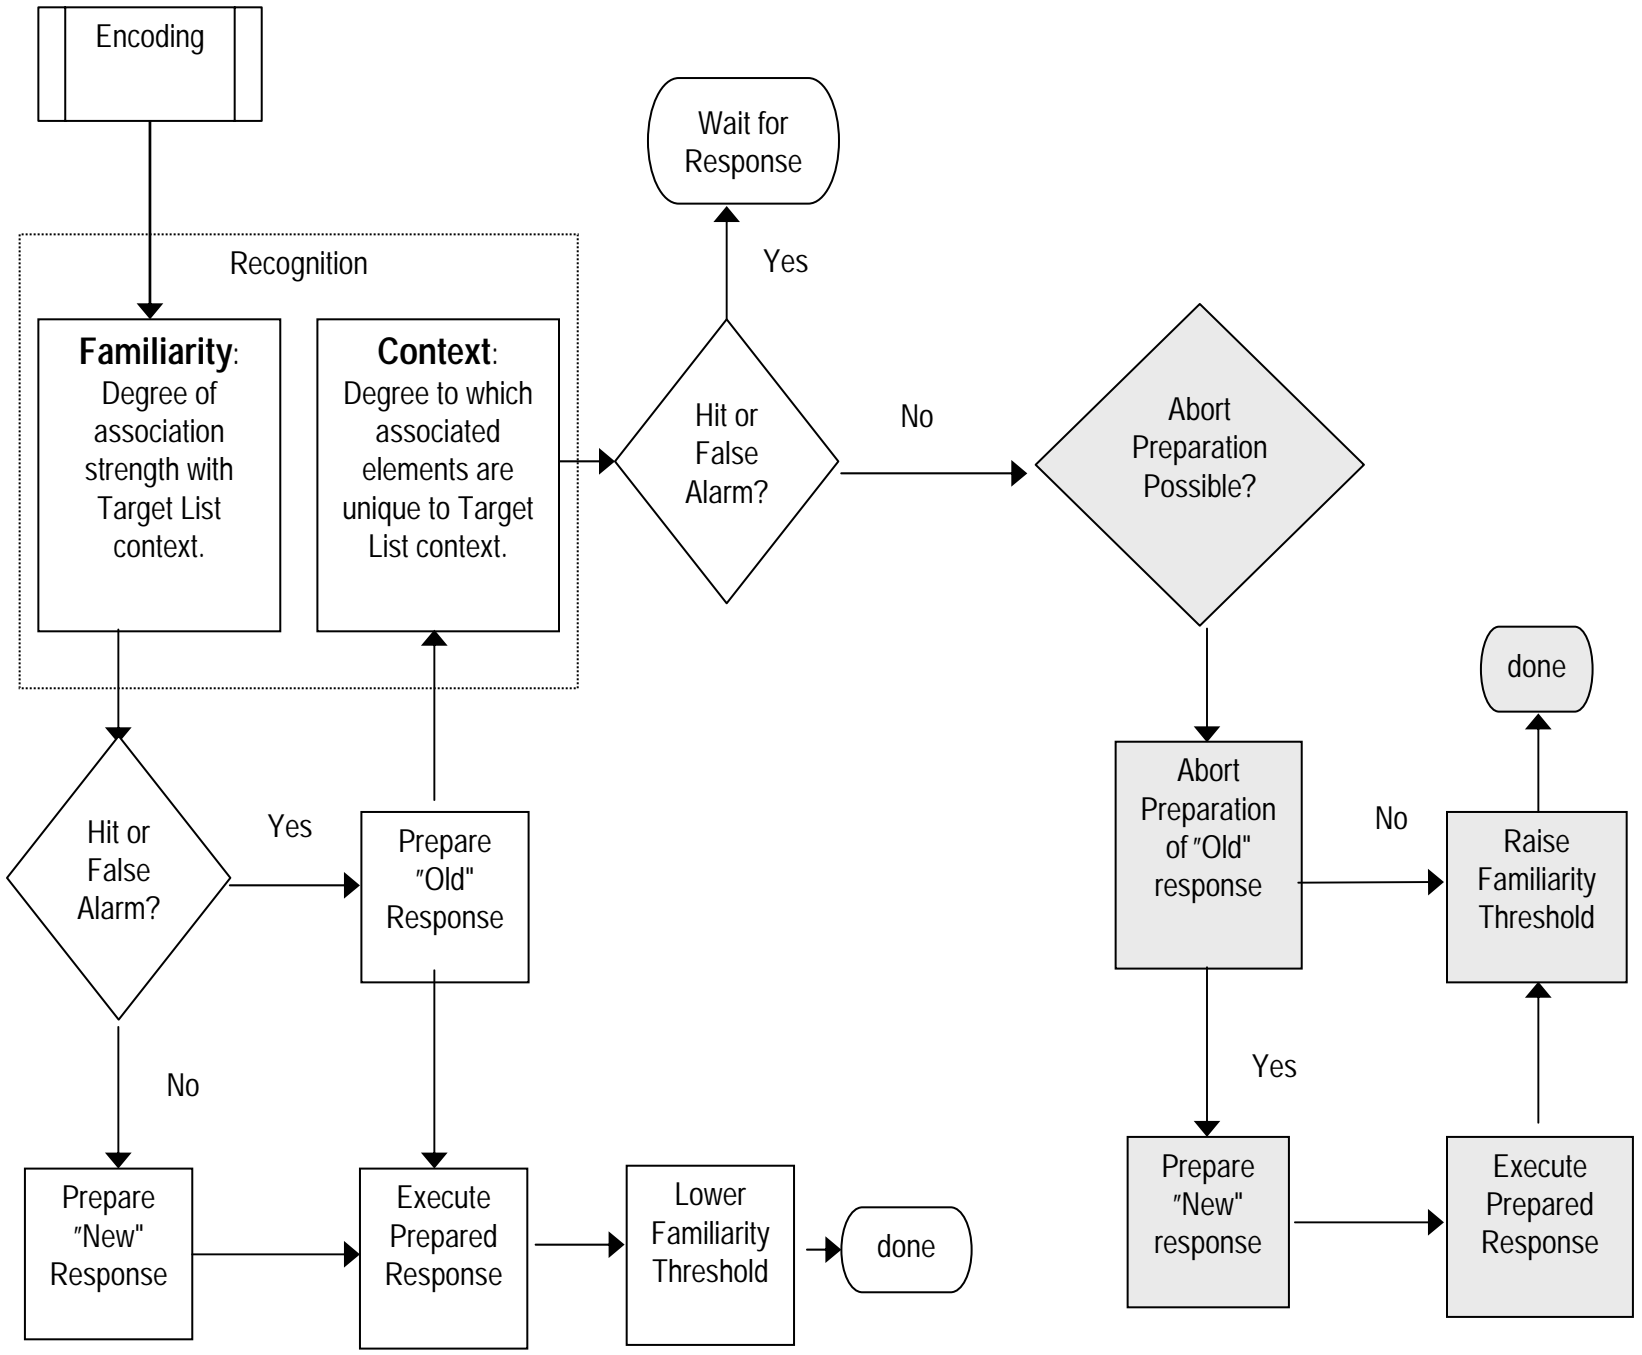 Encoding
Wait for
Response
Yes
Recognition
Familiarity:
Degree of
association
strength with
Target List
context.
Context:
Degree to which
associated
elements are
unique to Target
List context.
Hit or
False
Alarm?
No
Abort
Preparation
Possible?
done
Abort
Preparation
of "Old"
response
No
Raise
Familiarity
Threshold
Hit or
False
Alarm?
Yes
Prepare
"Old"
Response
No
Yes
Prepare
"New"
Response
Execute
Prepared
Response
Lower
Familiarity
Threshold
done
Prepare
"New"
response
Execute
Prepared
Response